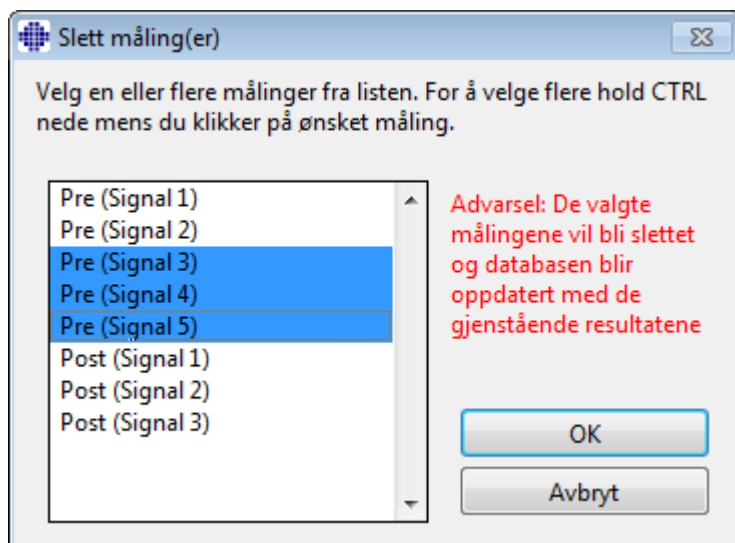 Slett måling(er)
Velg en eller flere målinger fra listen. For å velge flere hold CTRL
nede mens du klikker på ønsket måling.
Pre (Signal 1)
Pre (Signal 2)
Pre (Signal 3)
Pre (Signal 4)
Pre (Signal 5)
Post (Signal 1)
Post (Signal 2)
Post (Signal 3)
Advarsel: De valgte
målingene vil bli slettet
og databasen blir
oppdatert med de
gjenstående resultatene
OK
Avbryt